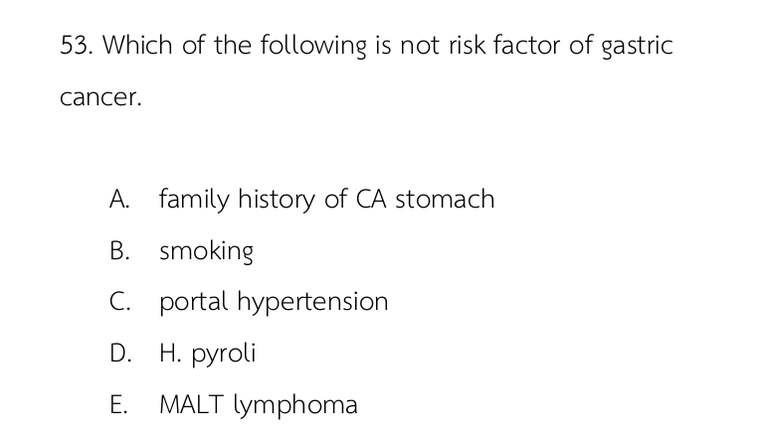 53. Which of the following is not risk factor of gastric
cancer.
A. family history of CA stomach
B. smoking
C. portal hypertension
D. H. pyroli
E. MALT lymphoma